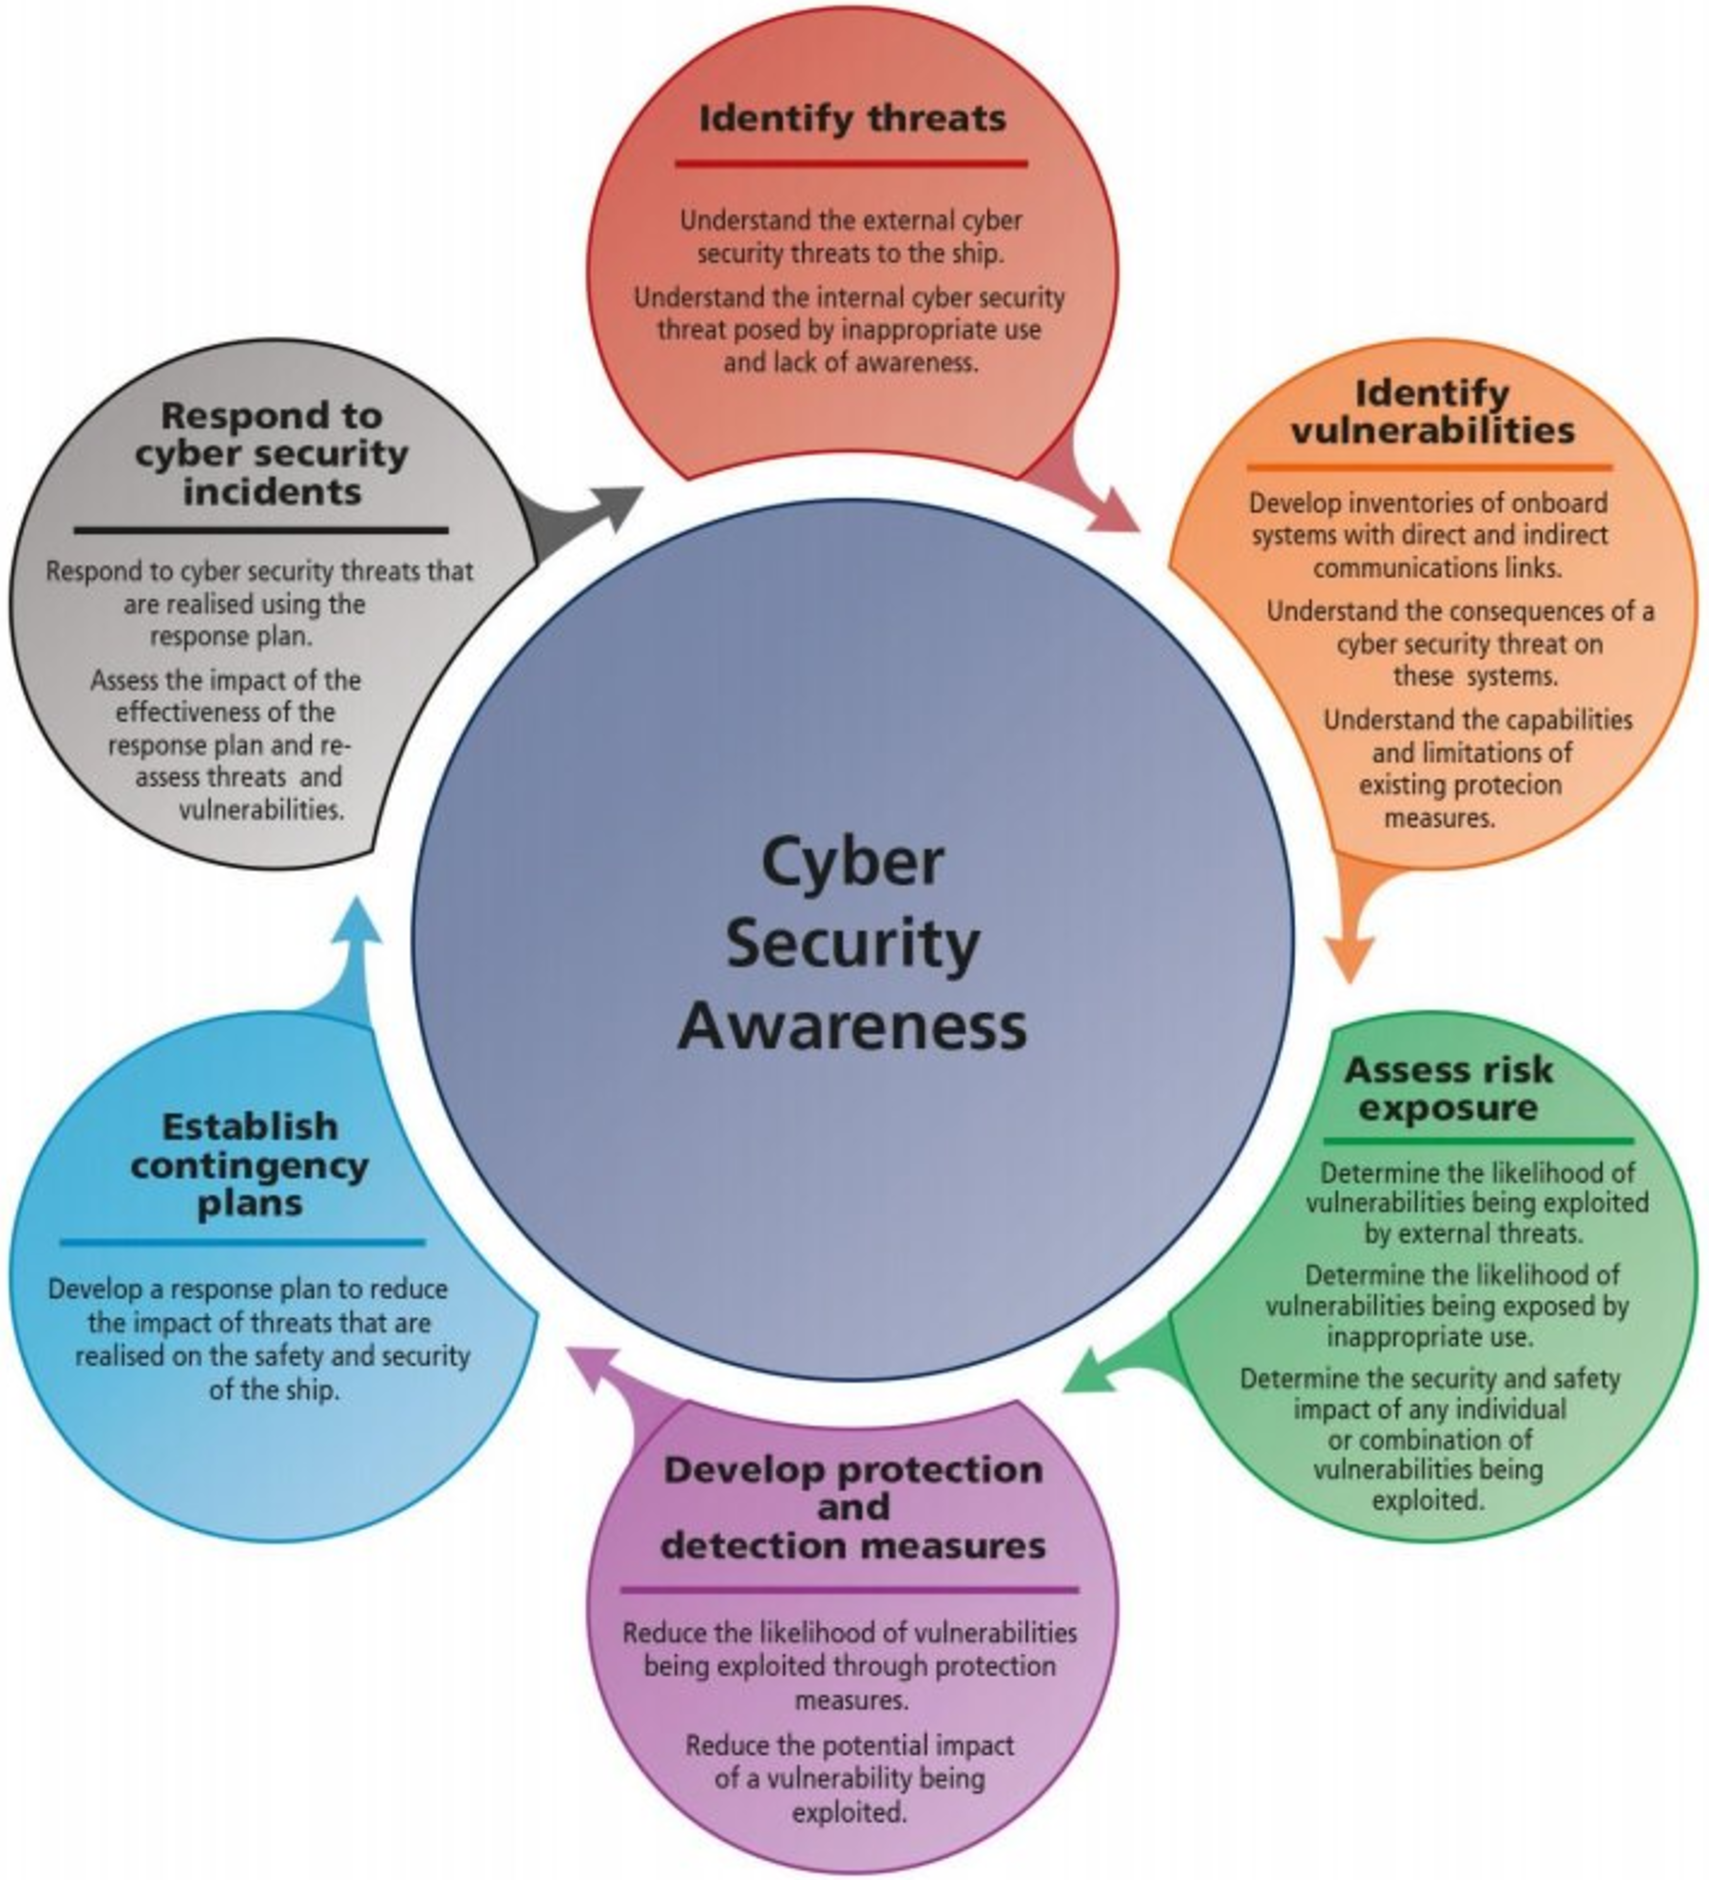 Identify threats
Understand the external cyber
security threats to the ship.
Understand the internal cyber security
threat posed by inappropriate use
and lack of awareness.
Identify
vulnerabilities
Develop inventories of onboard
systems with direct and indirect
communications links.
Understand the consequences of a
cyber security threat on
these systems.
Understand the capabilities
and limitations of
existing protecion
measures.
Assess risk
exposure
Determine the likelihood of
vulnerabilities being exploited
by external threats.
Determine the likelihood of
vulnerabilities being exposed by
inappropriate use.
Determine the security and safety
impact of any individual
or combination of
vulnerabilities being
exploited.
Develop protection
and
detection measures
Reduce the likelihood of vulnerabilities
being exploited through protection
measures.
Reduce the potential impact
of a vulnerability being
exploited.
Establish
contingency
plans
Develop a response plan to reduce
the impact of threats that are
realised on the safety and security
of the ship.
Respond to
cyber security
incidents
Respond to cyber security threats that
are realised using the
response plan.
Assess the impact of the
effectiveness of the
response plan and re-
assess threats and
vulnerabilities.
Cyber
Security
Awareness